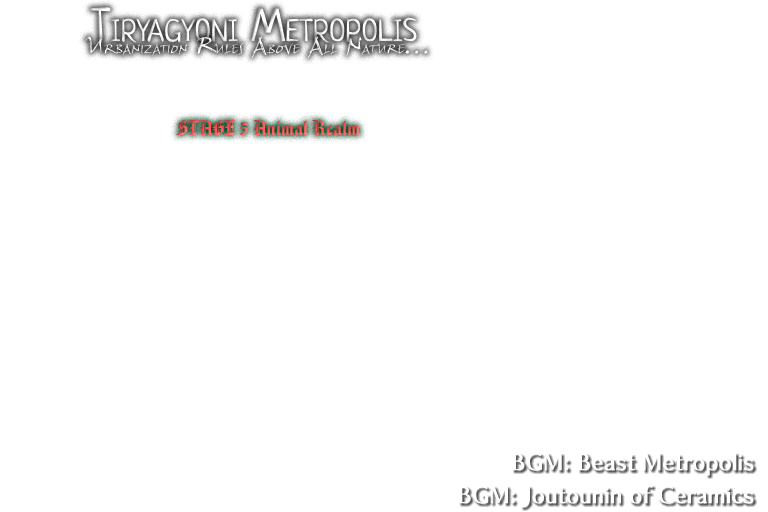 Tiryagyoni Metropolis
Urbanization Rules Above All Nature...
STAGE 5 Animal Realm
BGM: Beast Metropolis
BGM: Joutounin of Ceramics